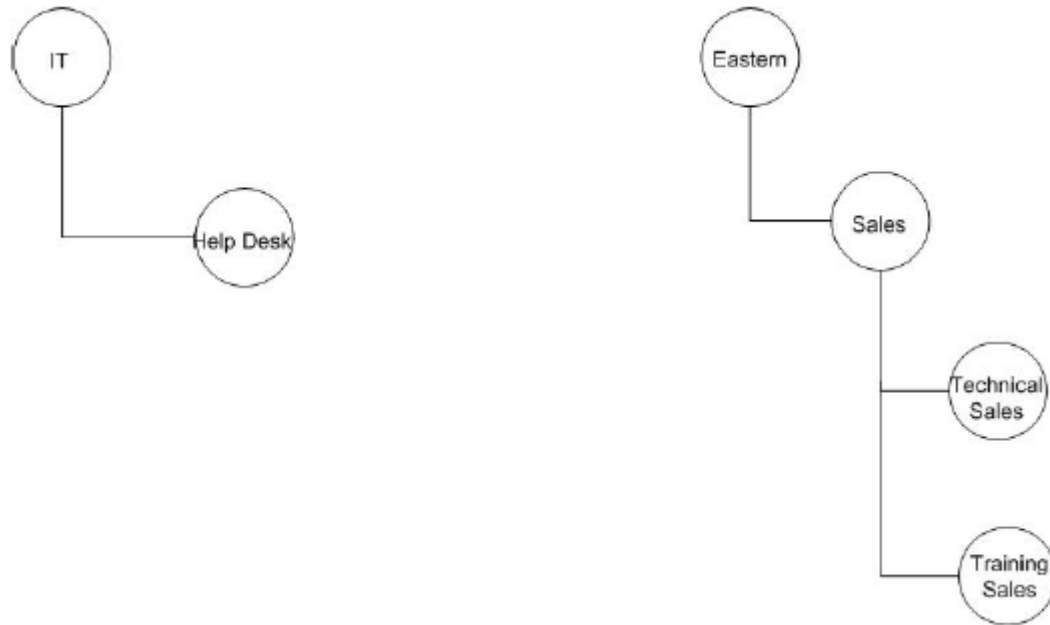 IT
Eastern
Help Desk
Sales
Technical
Sales
Training
Sales